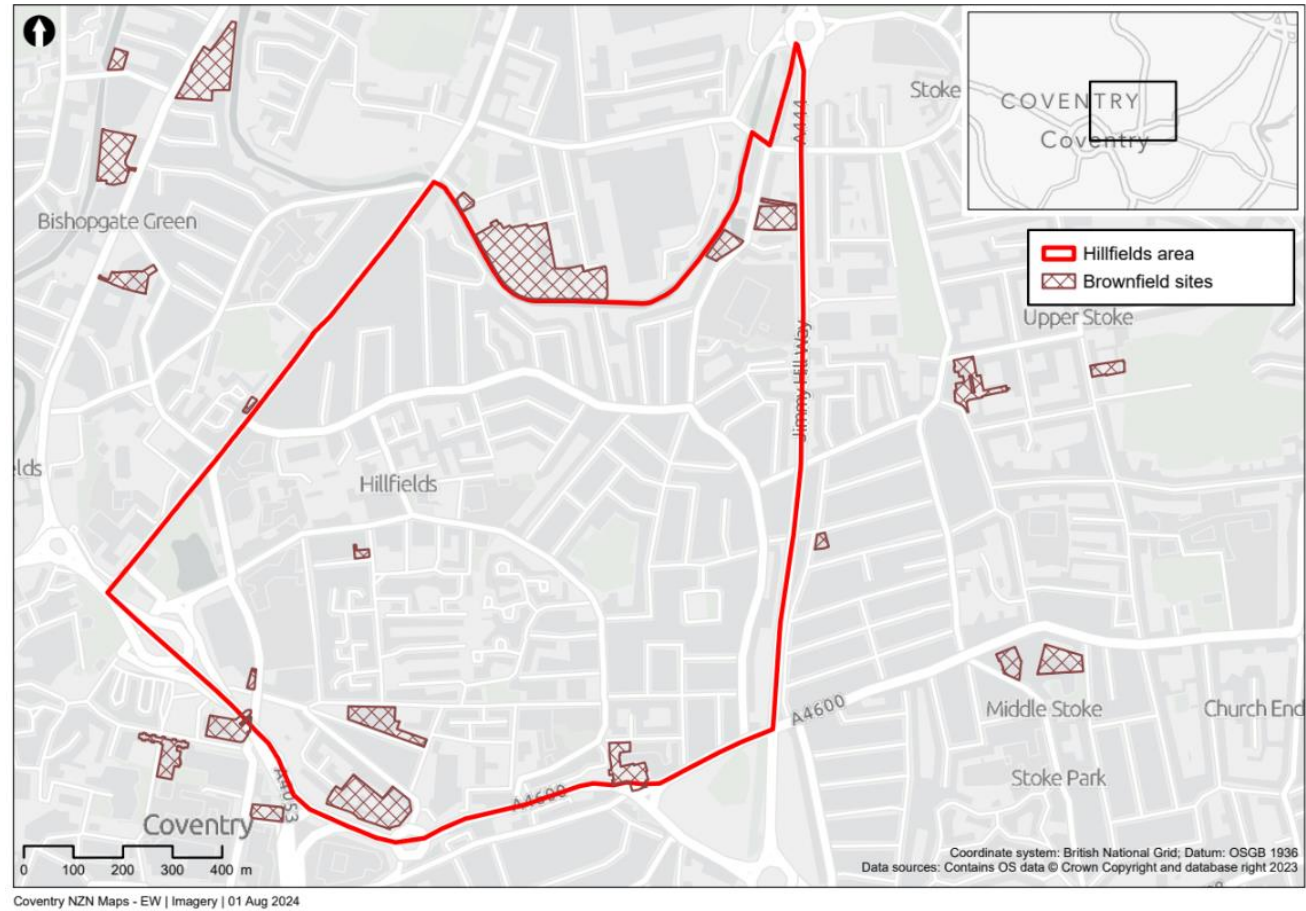 Stoke
COVENTRY
Coventry
A444
Bishopgate Green
Hillfields area
Brownfield sites
Upper Stoke
Jimmy Hill Way
elds
Hillfields
A4600
Middle Stoke
Church End
Stoke Park
A4053
A4600
Coventry
0 100 200 300 400 m
Coordinate system: British National Grid; Datum: OSGB 1936
Data sources: Contains OS data © Crown Copyright and database right 2023
Coventry NZN Maps - EW | Imagery | 01 Aug 2024